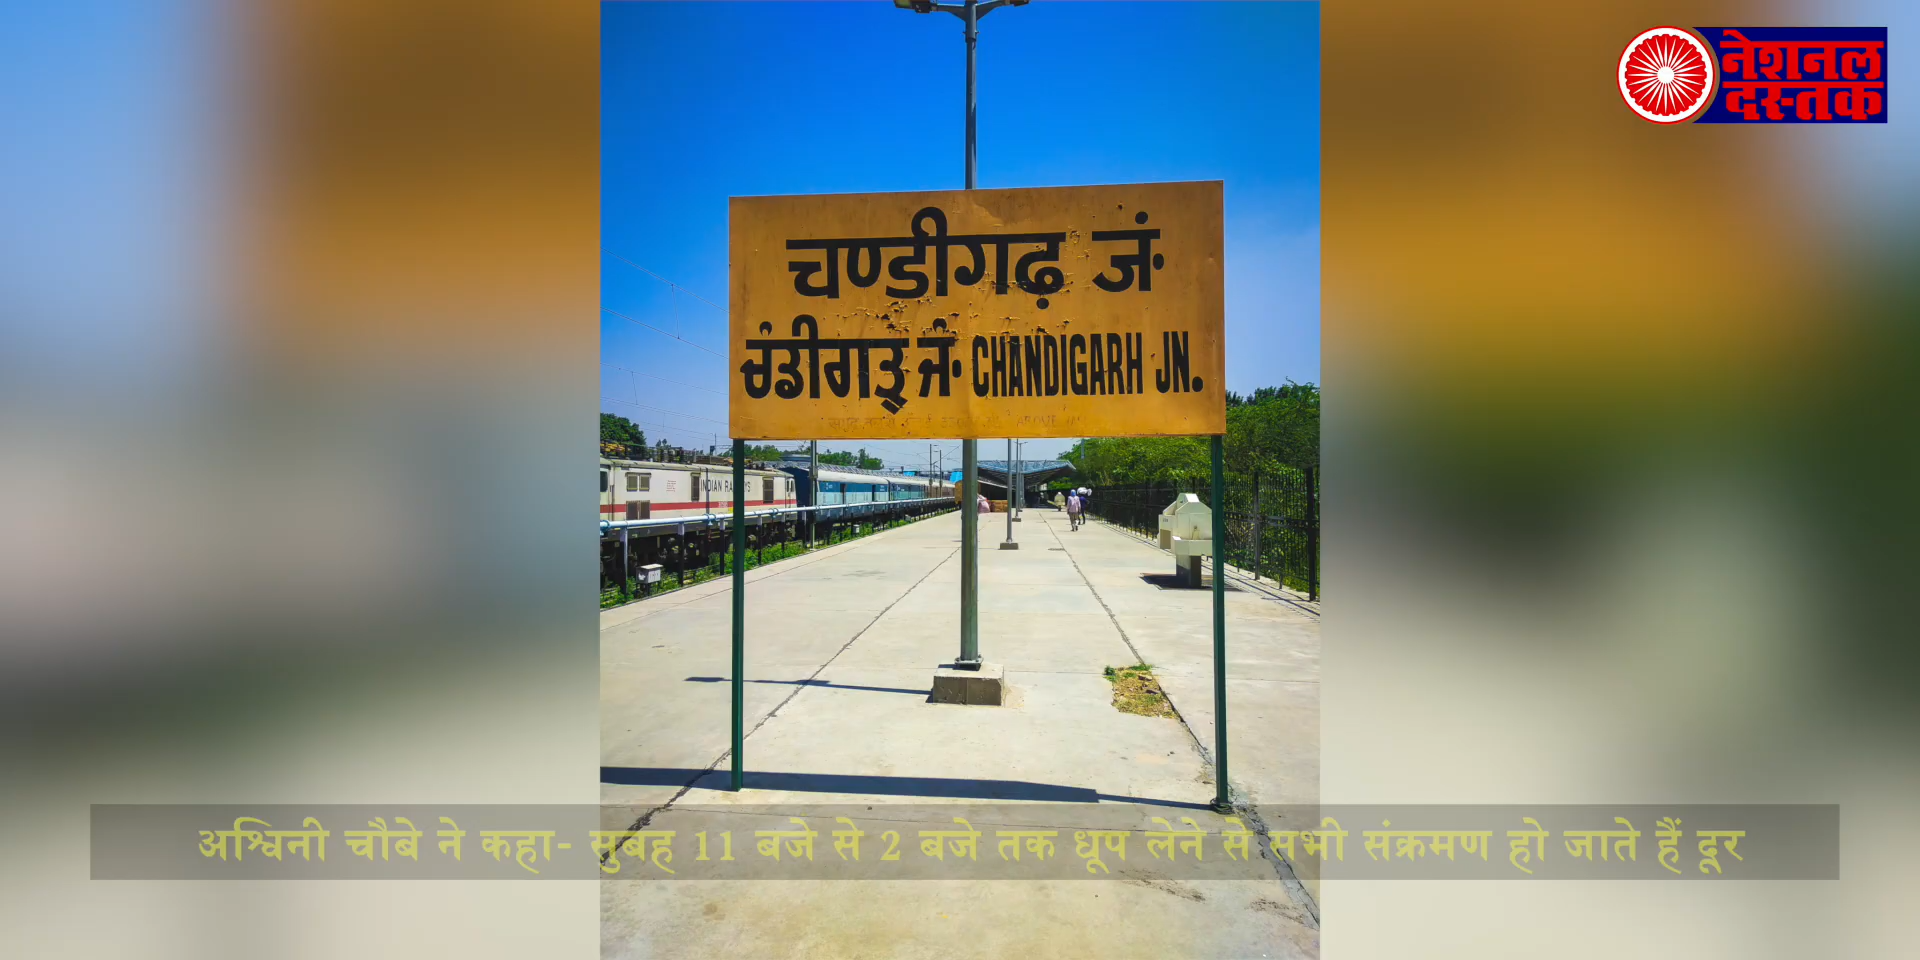 नेशनल
दस्तक
चण्डीगढ़ जं॰
ਚੰਡੀਗੜ੍ਹ ਜੰ॰ CHANDIGARH JN.
INDIAN RA
अश्विनी चौबे ने कहा- सुबह 11 बजे से 2 बजे तक धूप लेने से सभी संक्रमण हो जाते हैं दूर